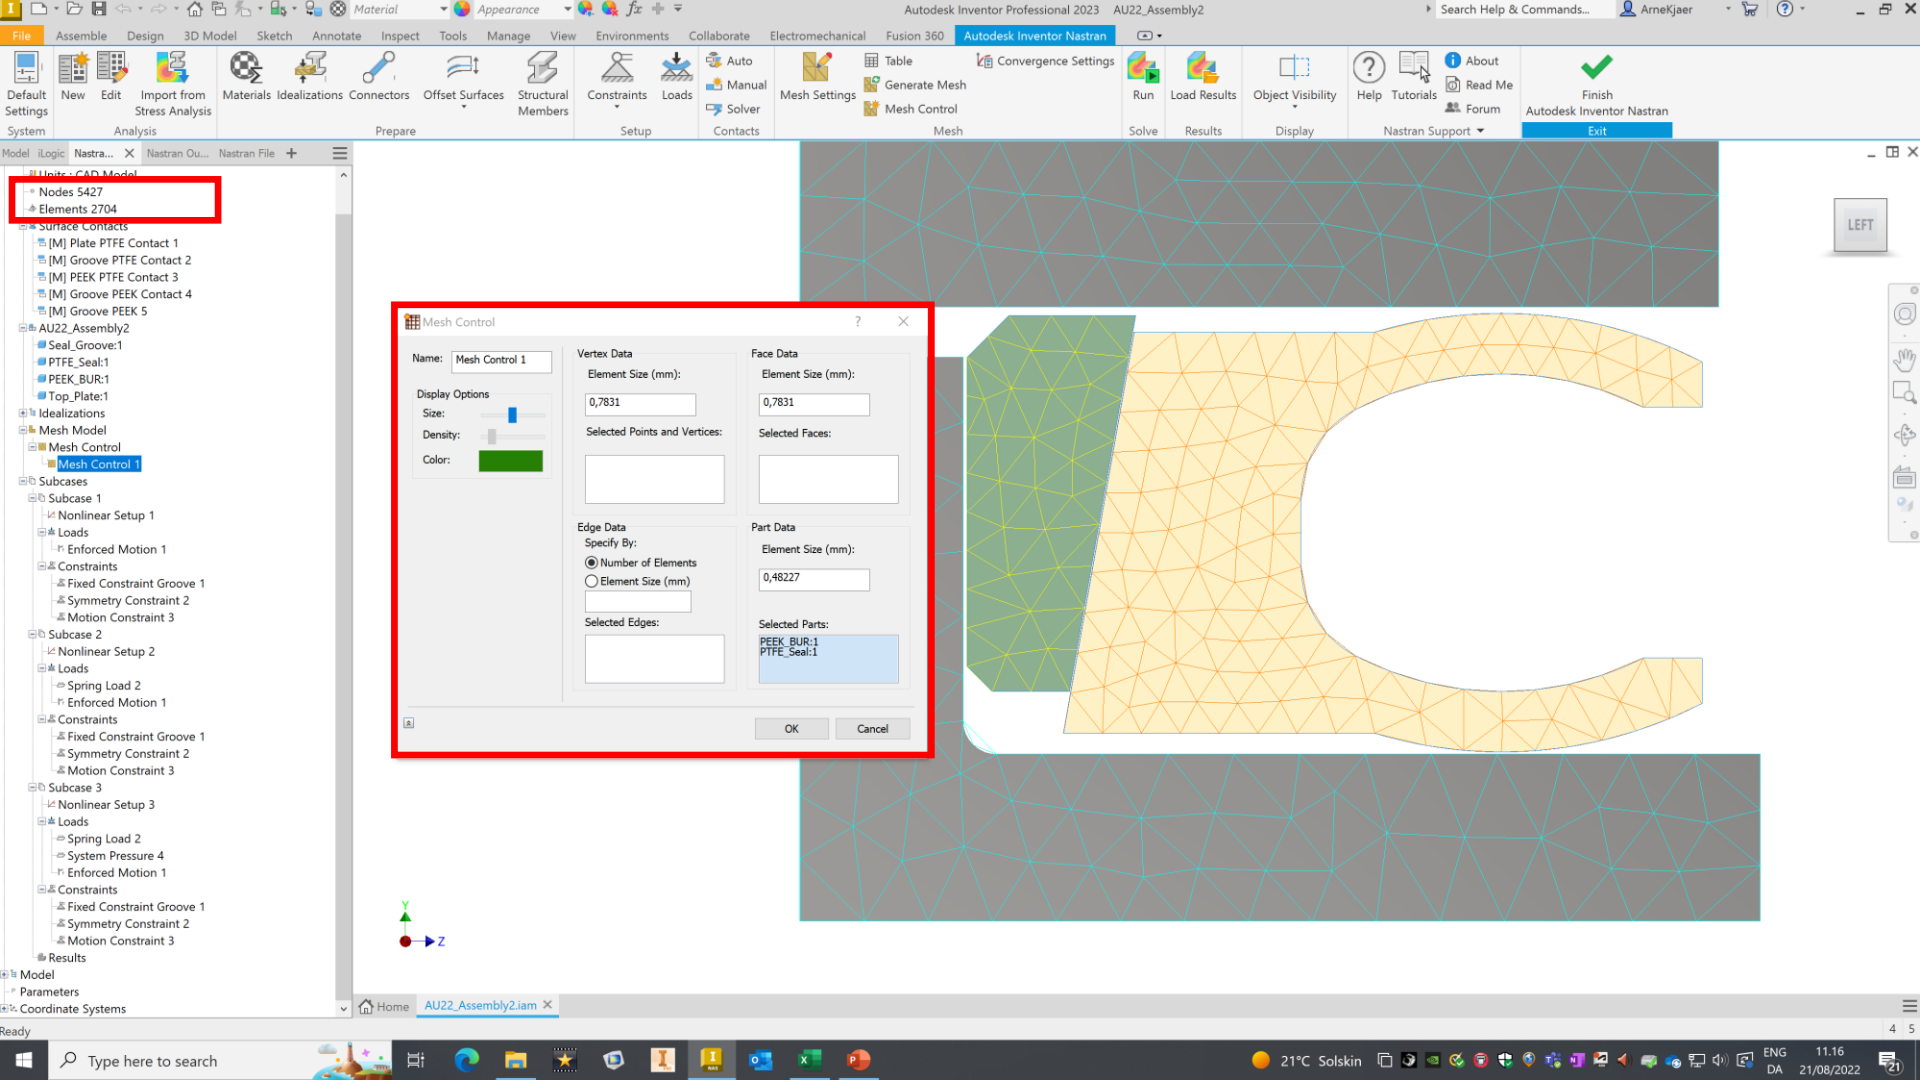 Material
Appearance
Autodesk Inventor Professional 2023 AU22_Assembly2
Search Help & Commands...
ArneKjaer
File Assembly Design 3D Model Sketch Annotate Inspect Tools Manage View Environments Collaborate Electromechanical Fusion 360 Autodesk Inventor Nastran
Default Settings
New
Edit
Import from Stress Analysis
Materials
Idealizations
Connectors
Offset Surfaces
Structural Members
Constraints
Loads
Auto
Manual
Solver
Mesh Settings
Table
Generate Mesh
Mesh Control
Convergence Settings
Run
Load Results
Object Visibility
Help
Tutorials
About
Read Me
Forum
Finish
Autodesk Inventor Nastran
System Analysis Prepare Setup Contacts Mesh Solve Results Display Nastran Support Exit
Model iLogic Nastra... Nastran Ou... Nastran File
Units : CAD Model
Nodes 5427
Elements 2704
Surface Contacts
[M] Plate PTFE Contact 1
[M] Groove PTFE Contact 2
[M] PEEK PTFE Contact 3
[M] Groove PEEK Contact 4
[M] Groove PEEK 5
AU22_Assembly2
Seal_Groove:1
PTFE_Seal:1
PEEK_BUR:1
Top_Plate:1
Idealizations
Mesh Model
Mesh Control
Mesh Control 1
Subcases
Subcase 1
Nonlinear Setup 1
Loads
Enforced Motion 1
Constraints
Fixed Constraint Groove 1
Symmetry Constraint 2
Motion Constraint 3
Subcase 2
Nonlinear Setup 2
Loads
Spring Load 2
Enforced Motion 1
Constraints
Fixed Constraint Groove 1
Symmetry Constraint 2
Motion Constraint 3
Subcase 3
Nonlinear Setup 3
Loads
Spring Load 2
System Pressure 4
Enforced Motion 1
Constraints
Fixed Constraint Groove 1
Symmetry Constraint 2
Motion Constraint 3
Results
Model
Parameters
Coordinate Systems
Mesh Control
Name: Mesh Control 1
Display Options
Size:
Density:
Color:
Vertex Data
Element Size (mm):
0,7831
Selected Points and Vertices:
Edge Data
Specify By:
Number of Elements
Element Size (mm)
Selected Edges:
Face Data
Element Size (mm):
0,7831
Selected Faces:
Part Data
Element Size (mm):
0,48227
Selected Parts:
PEEK_BUR:1
PTFE_Seal:1
OK
Cancel
LEFT
Y
Z
Home AU22_Assembly2.iam
Ready
4 5
Type here to search
21°C Solskin
ENG
DA
11.16
21/08/2022
21